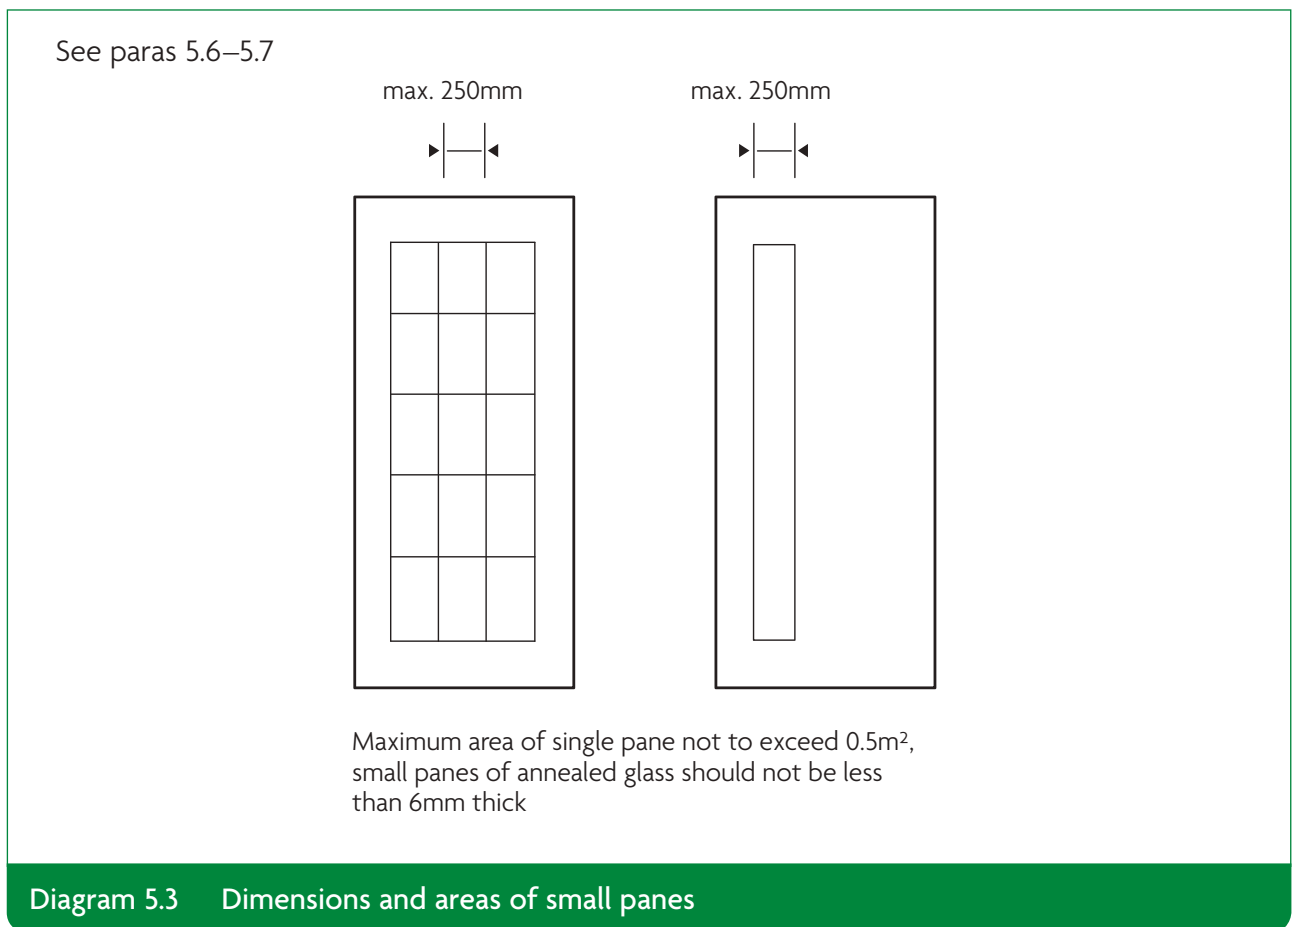 See paras 5.6–5.7
max. 250mm
max. 250mm
Maximum area of single pane not to exceed 0.5m²,
small panes of annealed glass should not be less
than 6mm thick
Diagram 5.3 Dimensions and areas of small panes